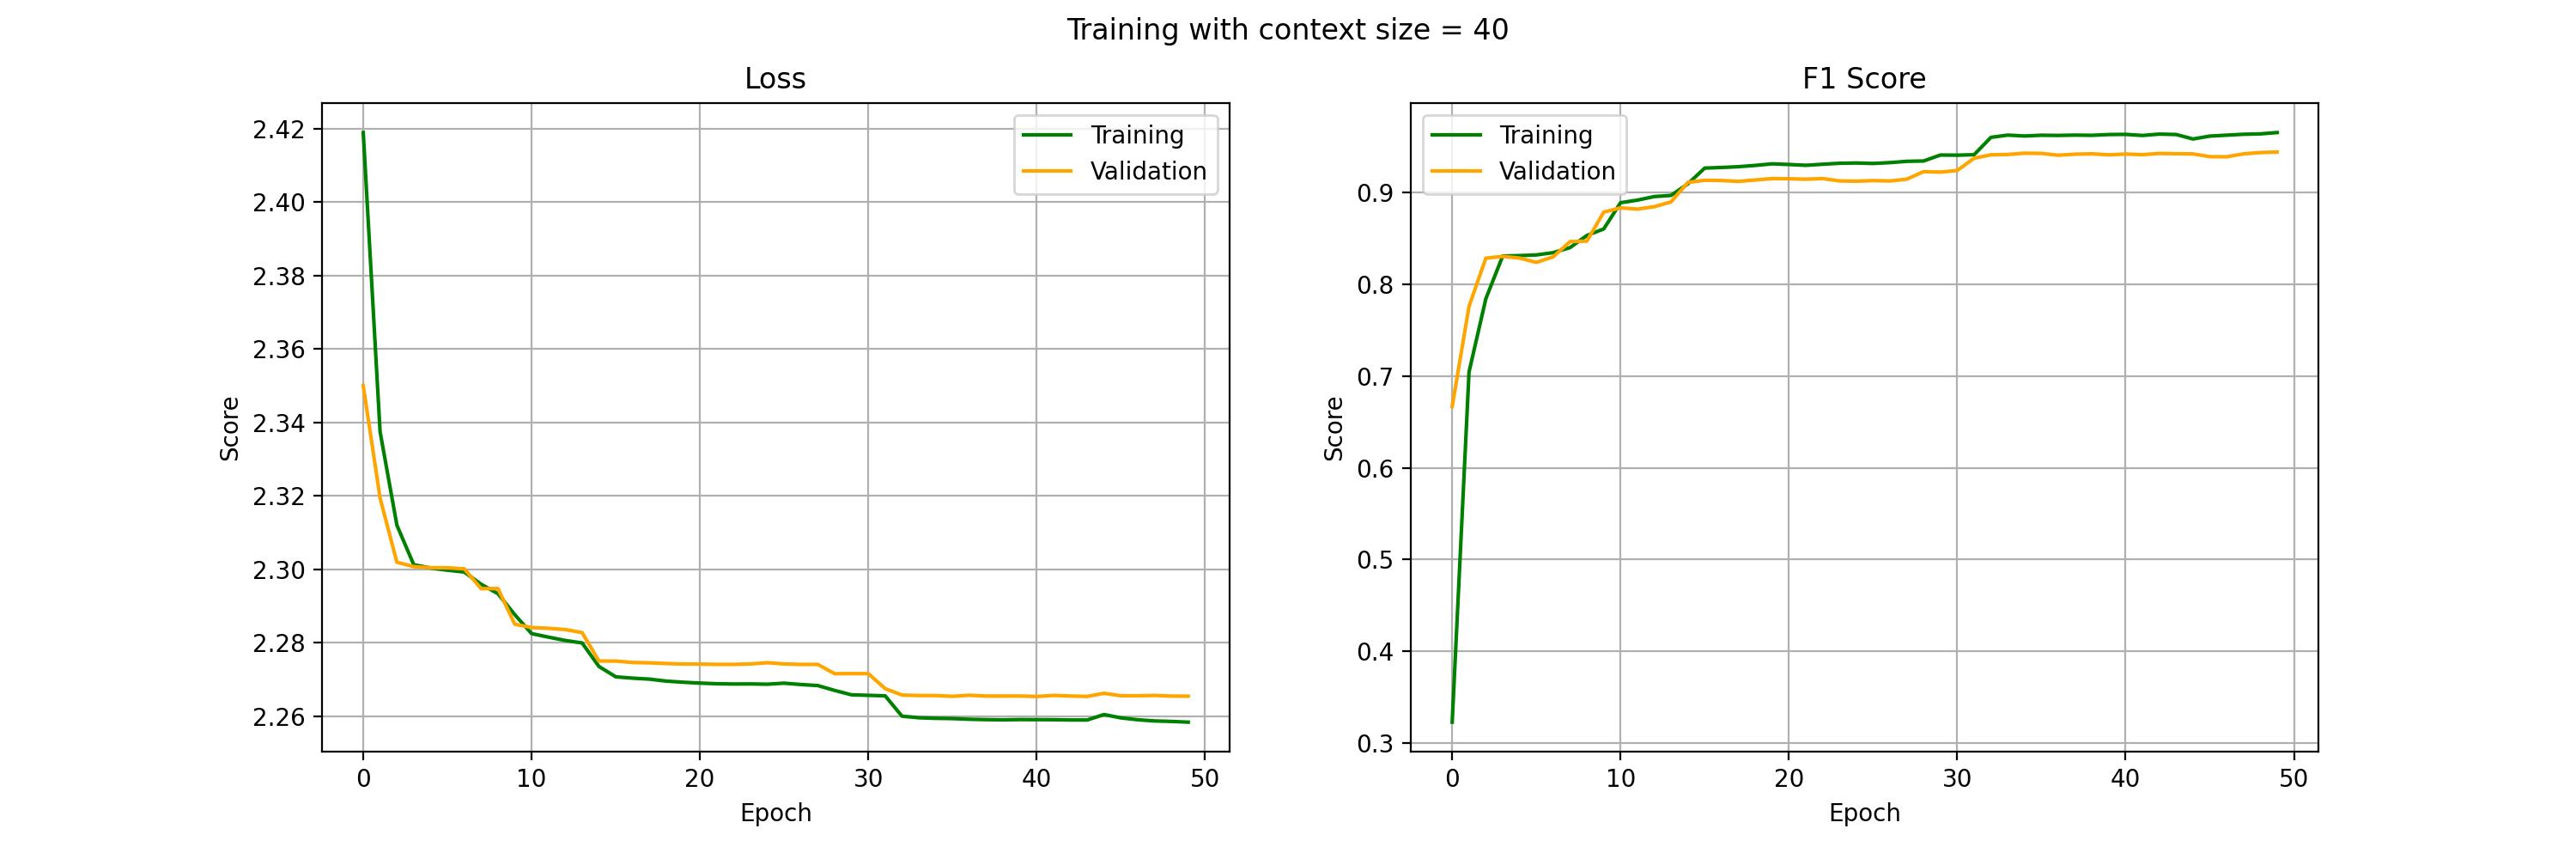 Training with context size = 40
Loss
2.42
2.40
2.38
2.36
2.34
2.32
2.30
2.28
2.26
Score
Training
Validation
0 10 20 30 40 50
Epoch
F1 Score
0.9
0.8
0.7
0.6
0.5
0.4
0.3
Score
Training
Validation
0 10 20 30 40 50
Epoch